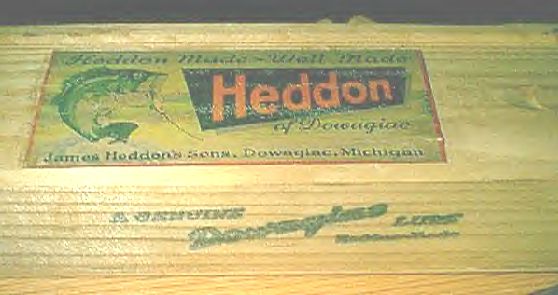 Heddon Made - Well Made
Heddon
of Dowagiac
James Heddon's Sons, Dowagiac, Michigan
A GENUINE Dowagiac LURE